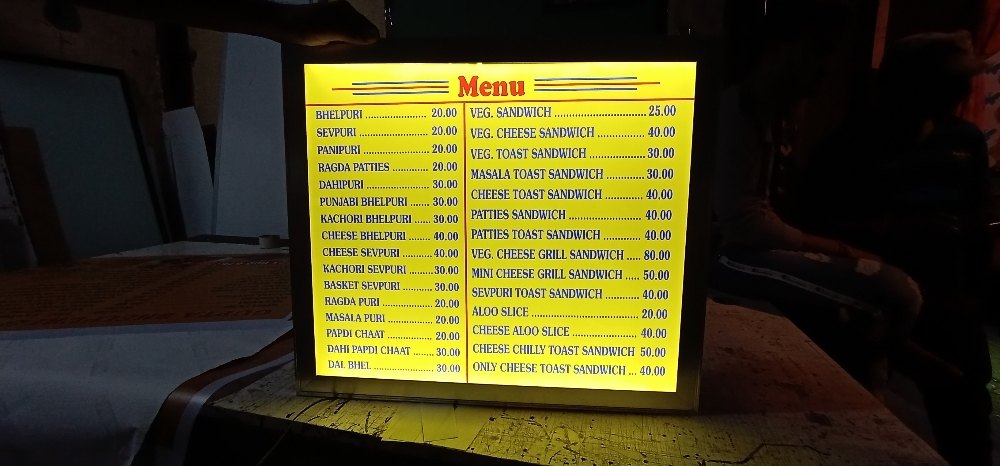 Menu
BHELPURI ........................ 20.00
SEVPURI ........................... 20.00
PANIPURI .......................... 20.00
RAGDA PATTIES ............... 20.00
DAHIPURI ......................... 30.00
PUNJABI BHELPURI ....... 30.00
KACHORI BHELPURI ...... 30.00
CHEESE BHELPURI ........ 40.00
CHEESE SEVPURI ........... 40.00
KACHORI SEVPURI ......... 30.00
BASKET SEVPURI ........... 30.00
RAGDA PURI .................... 20.00
MASALA PURI .................. 20.00
PAPDI CHAAT .................. 20.00
DAHI PAPDI CHAAT ........ 30.00
DAL BHEL ......................... 30.00
VEG. SANDWICH ............................ 25.00
VEG. CHEESE SANDWICH ................ 40.00
VEG. TOAST SANDWICH .................. 30.00
MASALA TOAST SANDWICH ............ 30.00
CHEESE TOAST SANDWICH ............. 40.00
PATTIES SANDWICH ........................ 40.00
PATTIES TOAST SANDWICH ............. 40.00
VEG. CHEESE GRILL SANDWICH ..... 80.00
MINI CHEESE GRILL SANDWICH ...... 50.00
SEVPURI TOAST SANDWICH ........... 40.00
ALOO SLICE ................................... 20.00
CHEESE ALOO SLICE ...................... 40.00
CHEESE CHILLY TOAST SANDWICH 50.00
ONLY CHEESE TOAST SANDWICH ... 40.00